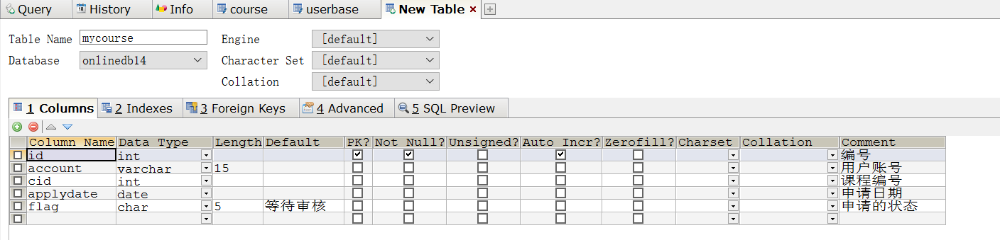 Query History Info course userbase New Table
Table Name mycourse Engine [default]
Database onlinedb14 Character Set [default]
Collation [default]
1 Columns 2 Indexes 3 Foreign Keys 4 Advanced 5 SQL Preview
Column Name Data Type Length Default PK? Not Null? Unsigned? Auto Incr? Zerofill? Charset Collation Comment
id int 编号
account varchar 15 用户账号
cid int 课程编号
applydate date 申请日期
flag char 5 等待审核 申请的状态